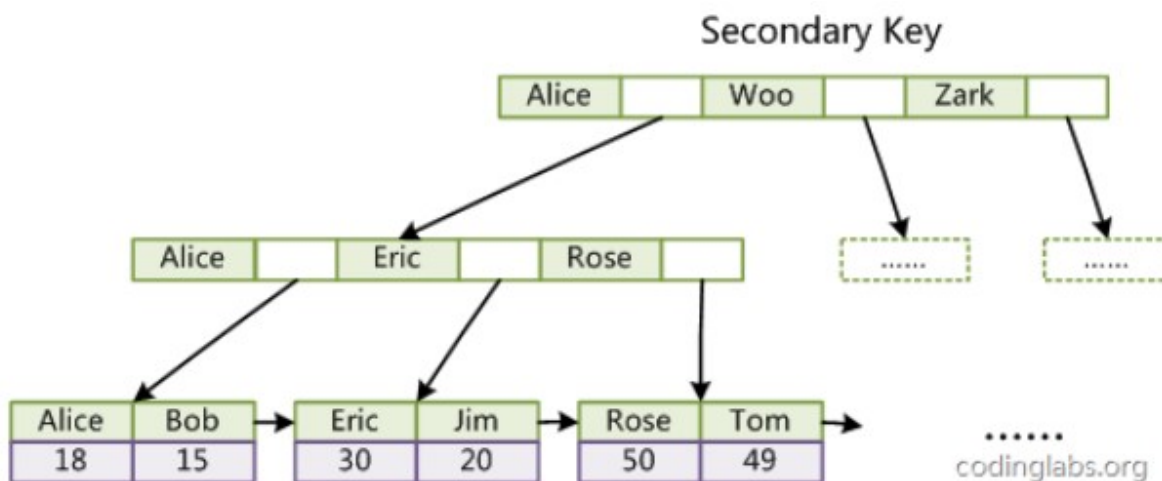 Secondary Key
Alice Woo Zark
Alice Eric Rose
...... ......
Alice Bob Eric Jim Rose Tom
18 15 30 20 50 49
......
codinglabs.org